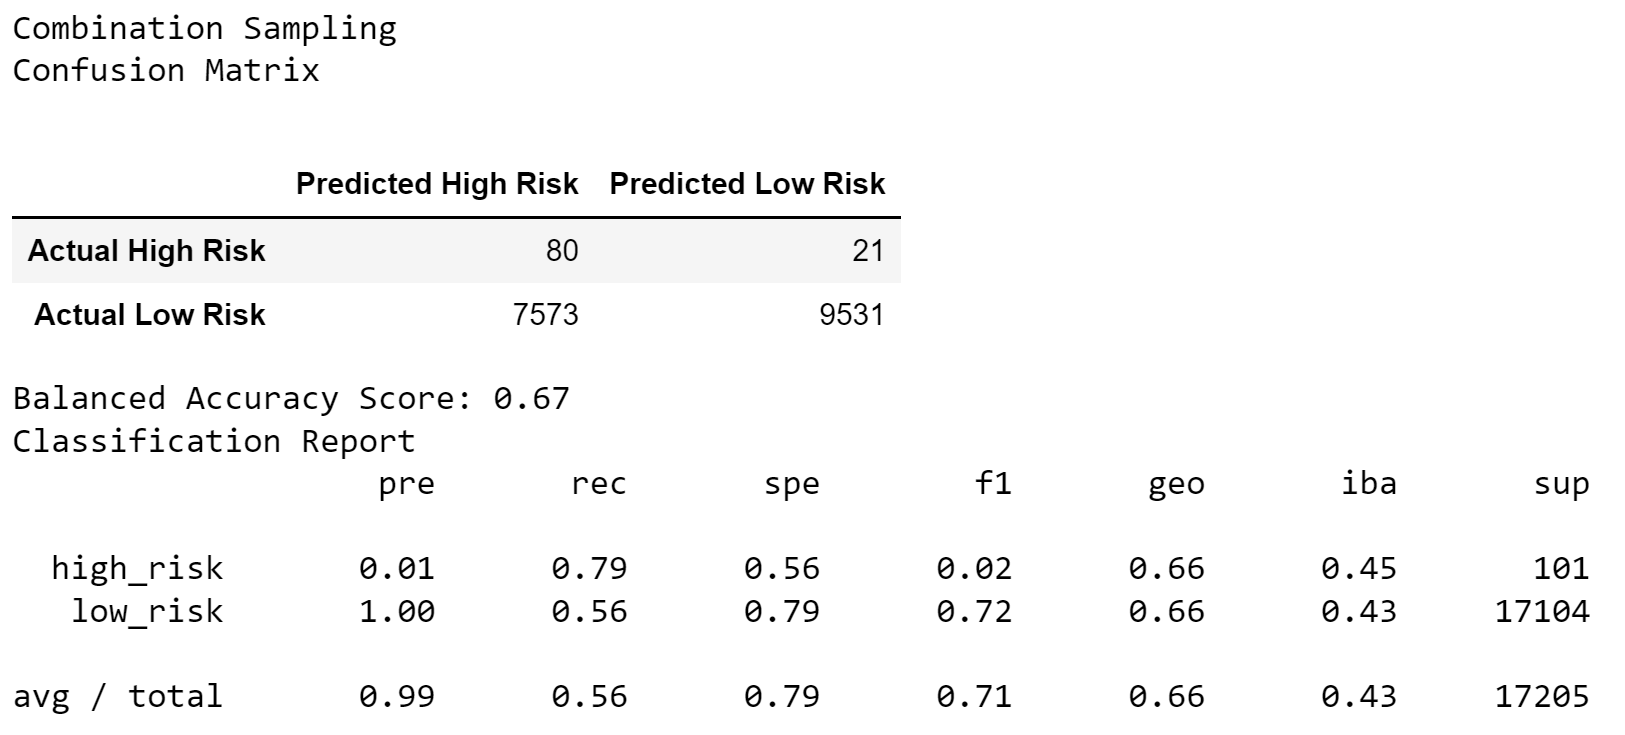 Combination Sampling
Confusion Matrix
Predicted High Risk Predicted Low Risk
Actual High Risk 80 21
Actual Low Risk 7573 9531
Balanced Accuracy Score: 0.67
Classification Report
pre rec spe f1 geo iba sup
high_risk 0.01 0.79 0.56 0.02 0.66 0.45 101
low_risk 1.00 0.56 0.79 0.72 0.66 0.43 17104
avg / total 0.99 0.56 0.79 0.71 0.66 0.43 17205